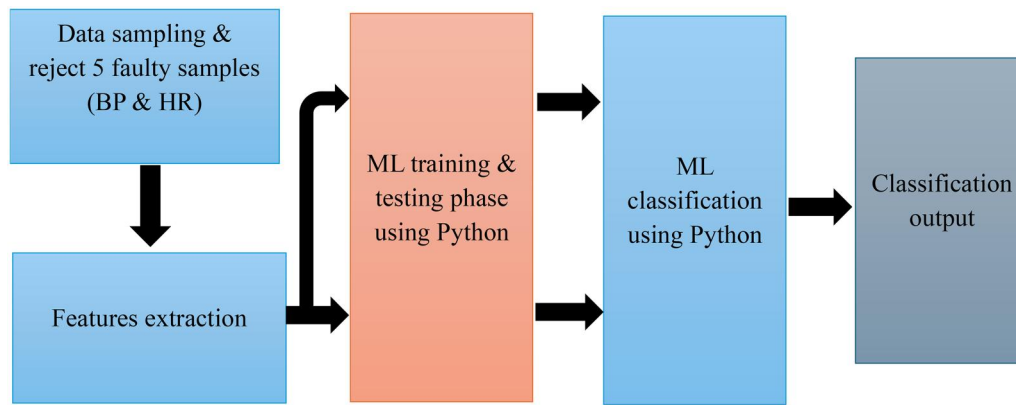 Data sampling &
reject 5 faulty samples
(BP & HR)
Features extraction
ML training &
testing phase
using Python
ML
classification
using Python
Classification
output